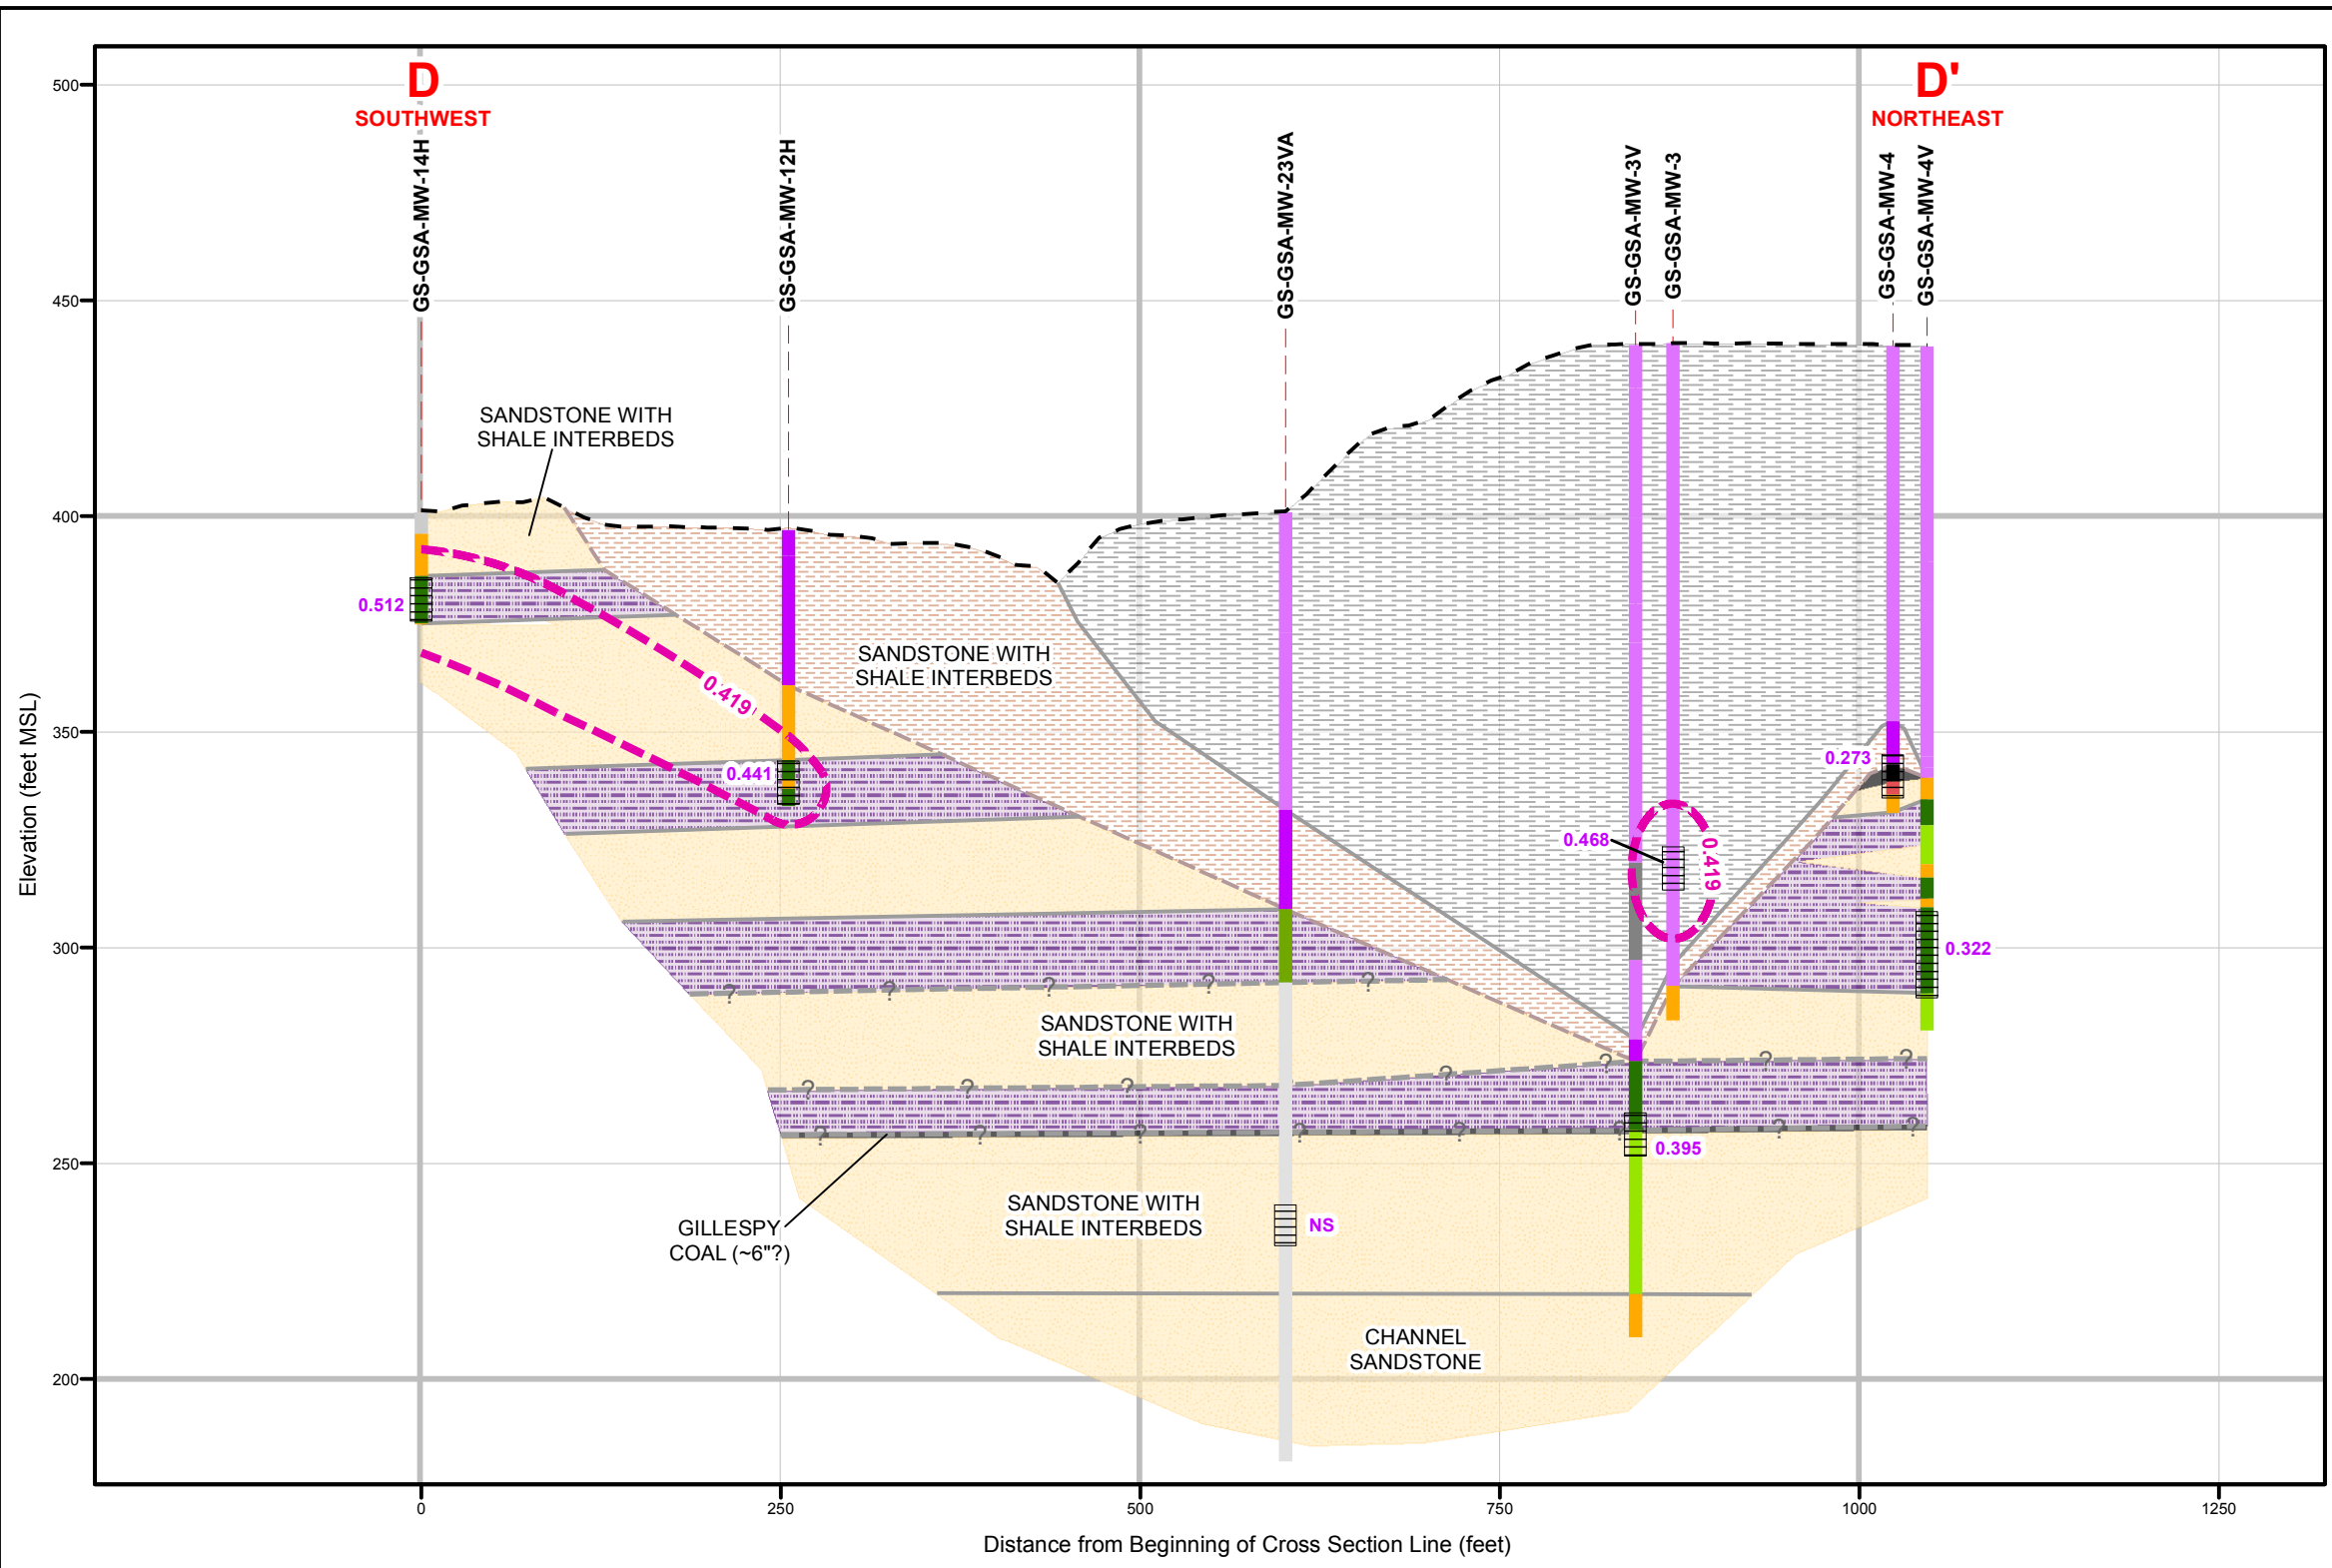 D
SOUTHWEST
D'
NORTHEAST
GS-GSA-MW-14H
GS-GSA-MW-12H
GS-GSA-MW-23VA
GS-GSA-MW-3V
GS-GSA-MW-3
GS-GSA-MW-4
GS-GSA-MW-4V
Elevation (feet MSL)
500
450
400
350
300
250
200
SANDSTONE WITH
SHALE INTERBEDS
0.512
0.419
SANDSTONE WITH
SHALE INTERBEDS
0.441
0.273
0.468
0.419
0.322
? ? ? ? ?
SANDSTONE WITH
SHALE INTERBEDS
? ? ? ? ? ? ?
? ? ? ? ? ? ? ?
0.395
GILLESPY
COAL (~6"?)
SANDSTONE WITH
SHALE INTERBEDS
NS
CHANNEL
SANDSTONE
0
250
500
750
1000
1250
Distance from Beginning of Cross Section Line (feet)